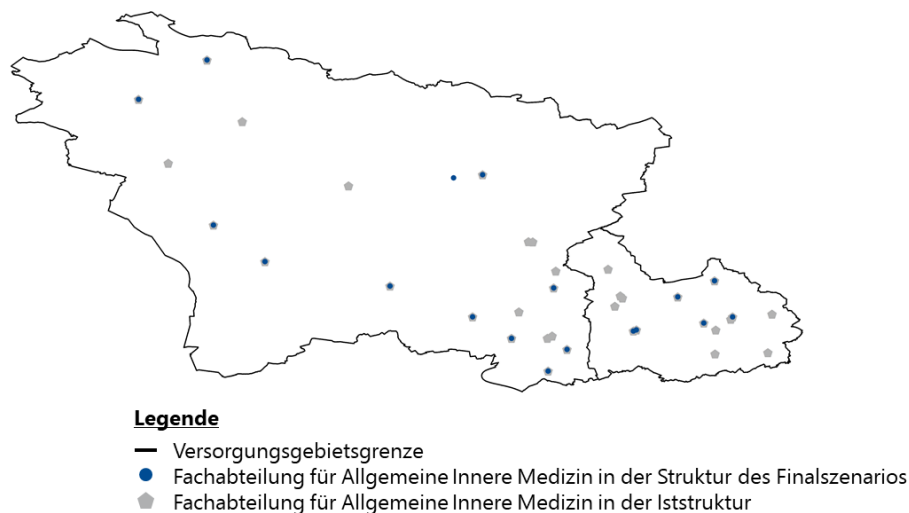 Legende
Versorgungsgebietsgrenze
Fachabteilung für Allgemeine Innere Medizin in der Struktur des Finalszenarios
Fachabteilung für Allgemeine Innere Medizin in der Iststruktur